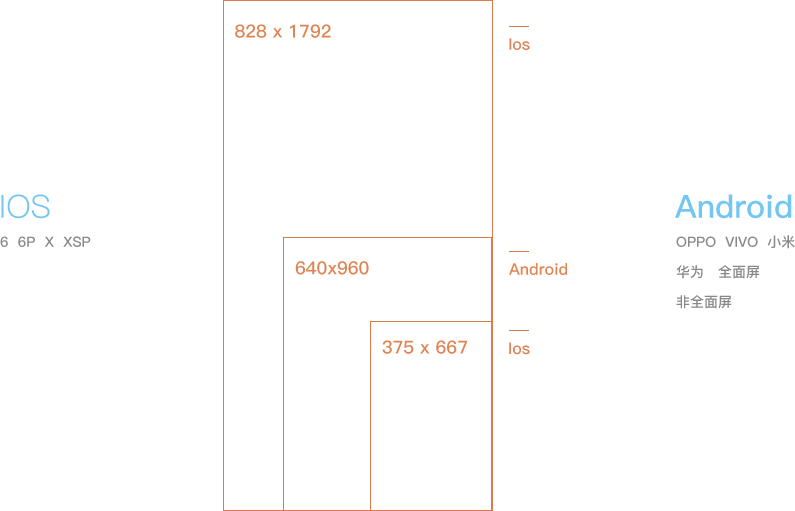 828 x 1792
Ios
IOS
6 6P X XSP
Android
OPPO VIVO 小米
华为 全面屏
非全面屏
640x960
Android
375 x 667
Ios